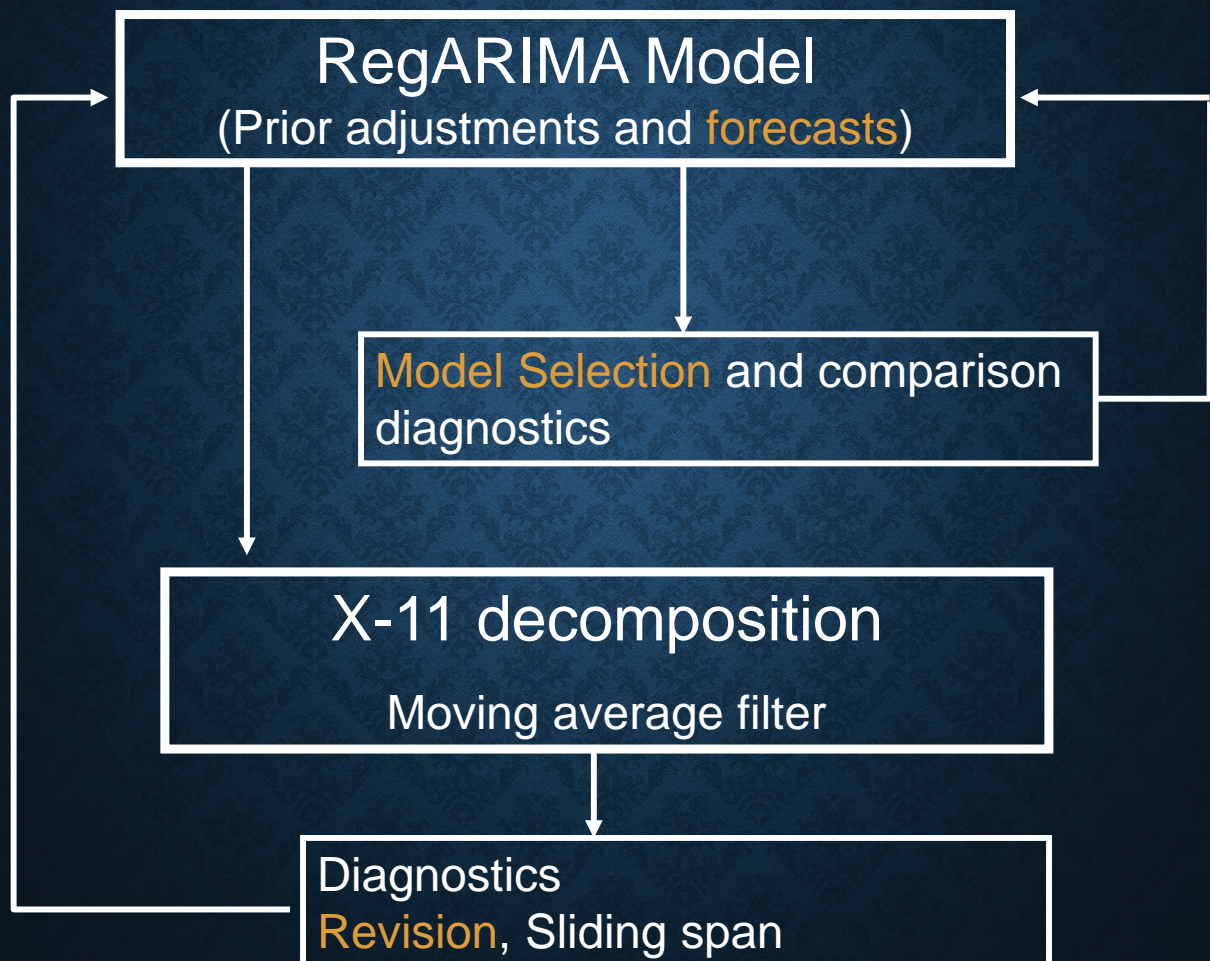 RegARIMA Model
(Prior adjustments and forecasts)
Model Selection and comparison
diagnostics
X-11 decomposition
Moving average filter
Diagnostics
Revision, Sliding span